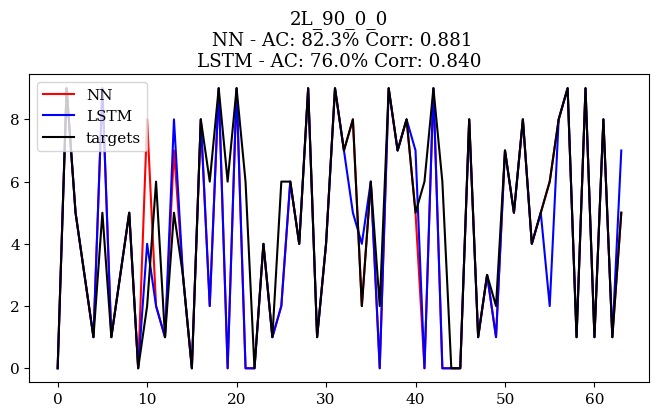 2L_90_0_0
NN - AC: 82.3% Corr: 0.881
LSTM - AC: 76.0% Corr: 0.840
NN
LSTM
targets
8
6
4
2
0
0 10 20 30 40 50 60